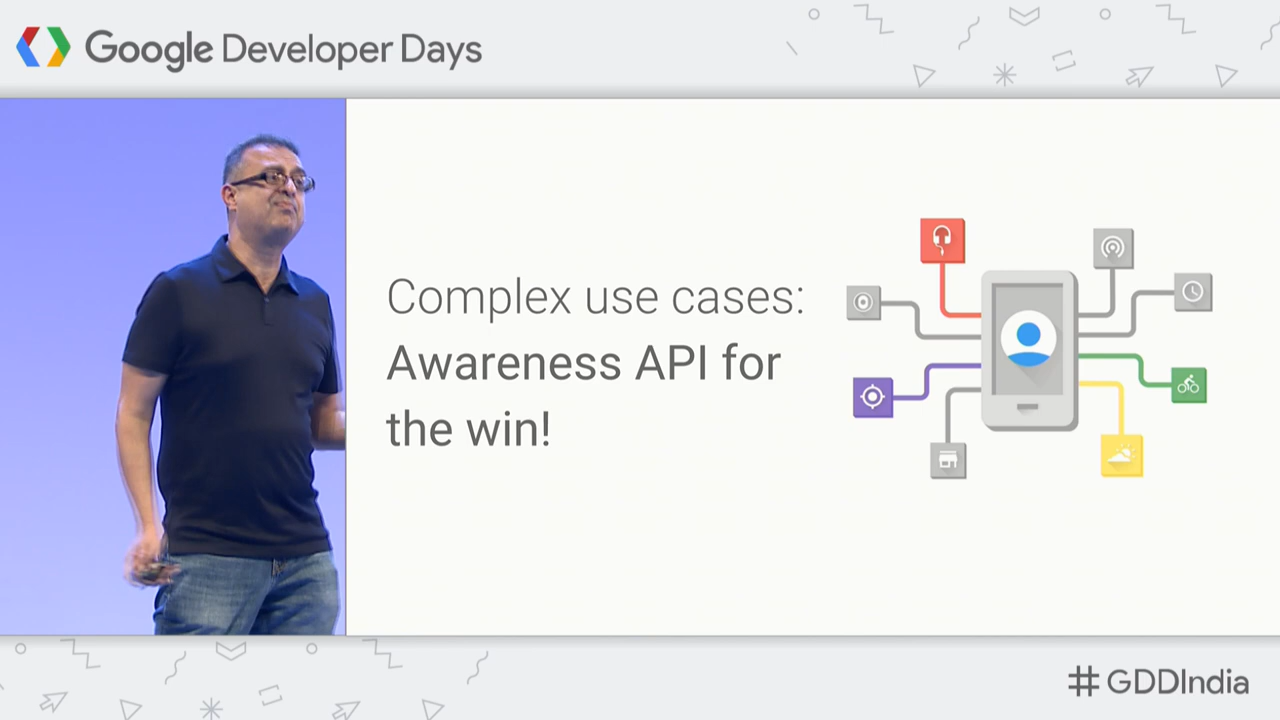 Google Developer Days
Complex use cases:
Awareness API for
the win!
#GDDIndia